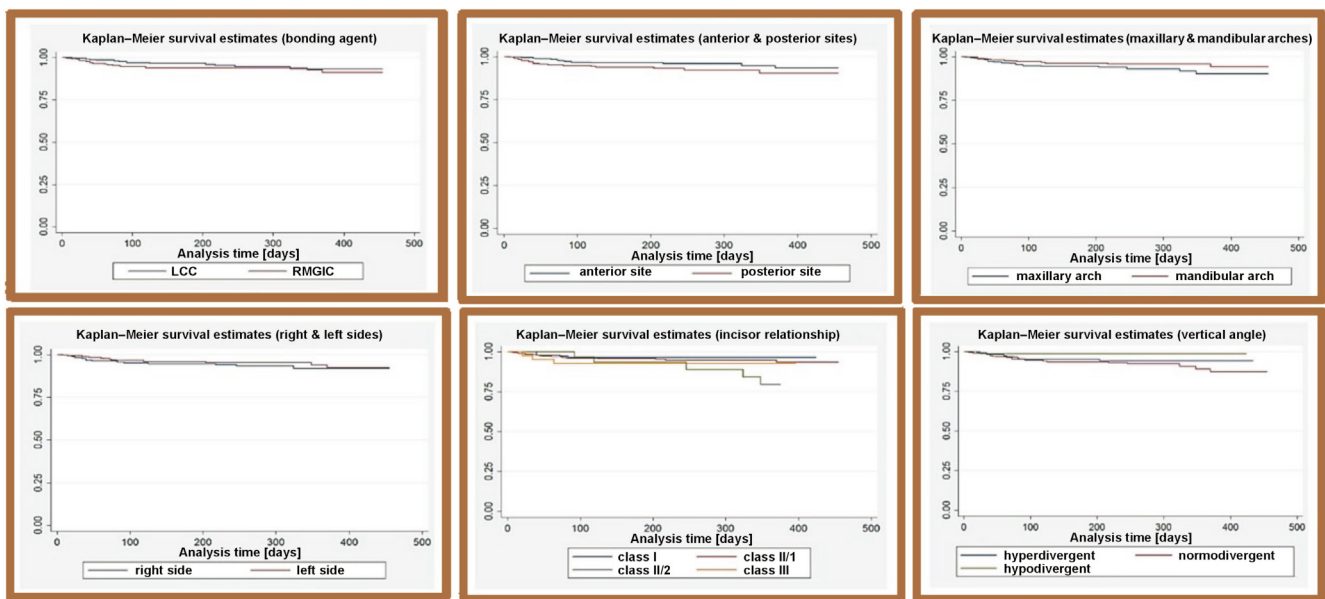 Kaplan–Meier survival estimates (bonding agent)
1.00
0.75
0.50
0.25
0.00
0 100 200 300 400 500
Analysis time [days]
LCC RMGIC
Kaplan–Meier survival estimates (anterior & posterior sites)
1.00
0.75
0.50
0.25
0.00
0 100 200 300 400 500
Analysis time [days]
anterior site posterior site
Kaplan–Meier survival estimates (maxillary & mandibular arches)
1.00
0.75
0.50
0.25
0.00
0 100 200 300 400 500
Analysis time [days]
maxillary arch mandibular arch
Kaplan–Meier survival estimates (right & left sides)
1.00
0.75
0.50
0.25
0.00
0 100 200 300 400 500
Analysis time [days]
right side left side
Kaplan–Meier survival estimates (incisor relationship)
1.00
0.75
0.50
0.25
0.00
0 100 200 300 400 500
Analysis time [days]
class I class II/1
class II/2 class III
Kaplan–Meier survival estimates (vertical angle)
1.00
0.75
0.50
0.25
0.00
0 100 200 300 400 500
Analysis time [days]
hyperdivergent normodivergent
hypodivergent